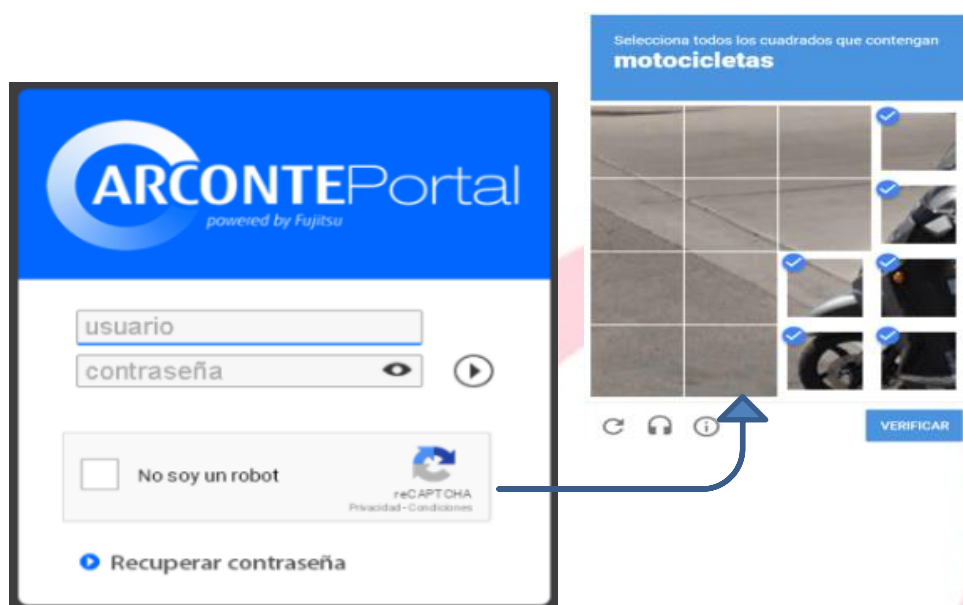 ARCONTEPortal
powered by Fujitsu
usuario
contraseña
No soy un robot
reCAPTCHA
Privacidad - Condiciones
Recuperar contraseña
Selecciona todos los cuadrados que contengan
motocicletas
VERIFICAR